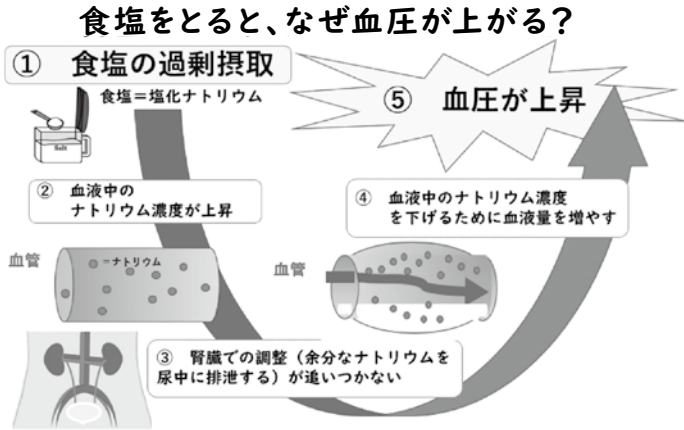 食塩をとると、なぜ血圧が上がる？
① 食塩の過剰摂取
食塩＝塩化ナトリウム
Salt
② 血液中の
ナトリウム濃度が上昇
血管
＝ナトリウム
③ 腎臓での調整（余分なナトリウムを
尿中に排泄する）が追いつかない
④ 血液中のナトリウム濃度
を下げるために血液量を増やす
血管
⑤ 血圧が上昇